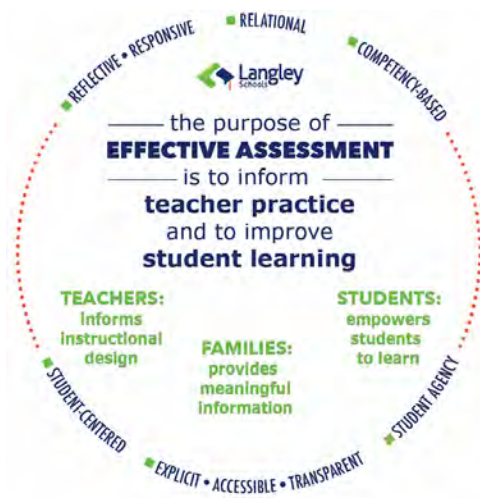 REFLECTIVE • RESPONSIVE
RELATIONAL
COMPETENCY-BASED
Langley
Schools
the purpose of
EFFECTIVE ASSESSMENT
is to inform
teacher practice
and to improve
student learning
TEACHERS:
informs
instructional
design
FAMILIES:
provides
meaningful
information
STUDENTS:
empowers
students
to learn
STUDENT-CENTERED
EXPLICIT • ACCESSIBLE • TRANSPARENT
STUDENT AGENCY